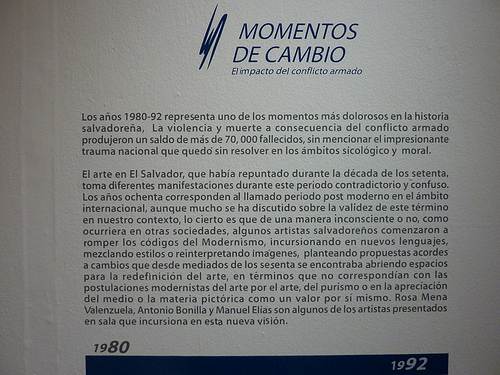 MOMENTOS
DE CAMBIO
El impacto del conflicto armado
Los años 1980-92 representa uno de los momentos más dolorosos en la historia
salvadoreña, La violencia y muerte a consecuencia del conflicto armado
produjeron un saldo de más de 70, 000 fallecidos, sin mencionar el impresionante
trauma nacional que quedó sin resolver en los ámbitos sicológico y moral.
El arte en El Salvador, que había repuntado durante la década de los setenta,
toma diferentes manifestaciones durante este periodo contradictorio y confuso.
Los años ochenta corresponden al llamado periodo post moderno en el ámbito
internacional, aunque mucho se ha discutido sobre la validez de este término
en nuestro contexto, lo cierto es que de una manera inconsciente o no, como
ocurriera en otras sociedades, algunos artistas salvadoreños comenzaron a
romper los códigos del Modernismo, incursionando en nuevos lenguajes,
mezclando estilos o reinterpretando imágenes, planteando propuestas acordes
a cambios que desde mediados de los sesenta se encontraba abriendo espacios
para la redefinición del arte, en términos que no correspondían con las
postulaciones modernistas del arte por el arte, del purismo o en la apreciación
del medio o la materia pictórica como un valor por sí mismo. Rosa Mena
Valenzuela, Antonio Bonilla y Manuel Elías son algunos de los artistas presentados
en sala que incursiona en esta nueva visión.
1980
1992